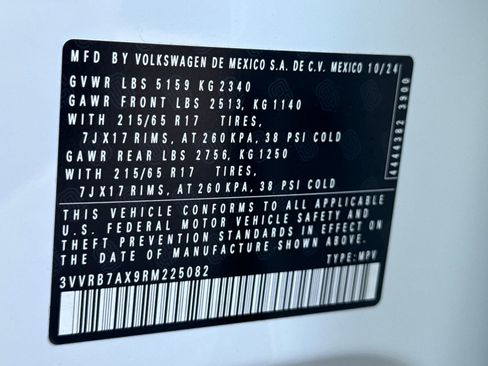 MFD BY VOLKSWAGEN DE MEXICO S.A. DE C.V. MEXICO 10/24
GVWR LBS 5159 KG 2340
GAWR FRONT LBS 2513, KG 1140
WITH 215/65 R17 TIRES,
7JX17 RIMS, AT 260 KPA, 38 PSI COLD
GAWR REAR LBS 2756, KG 1250
WITH 215/65 R17 TIRES,
7JX17 RIMS, AT 260 KPA, 38 PSI COLD
4444382 3900
THIS VEHICLE CONFORMS TO ALL APPLICABLE
U.S. FEDERAL MOTOR VEHICLE SAFETY AND
THEFT PREVENTION STANDARDS IN EFFECT ON
THE DATE OF MANUFACTURE SHOWN ABOVE.
3VVRB7AX9RM225082 TYPE: MPV